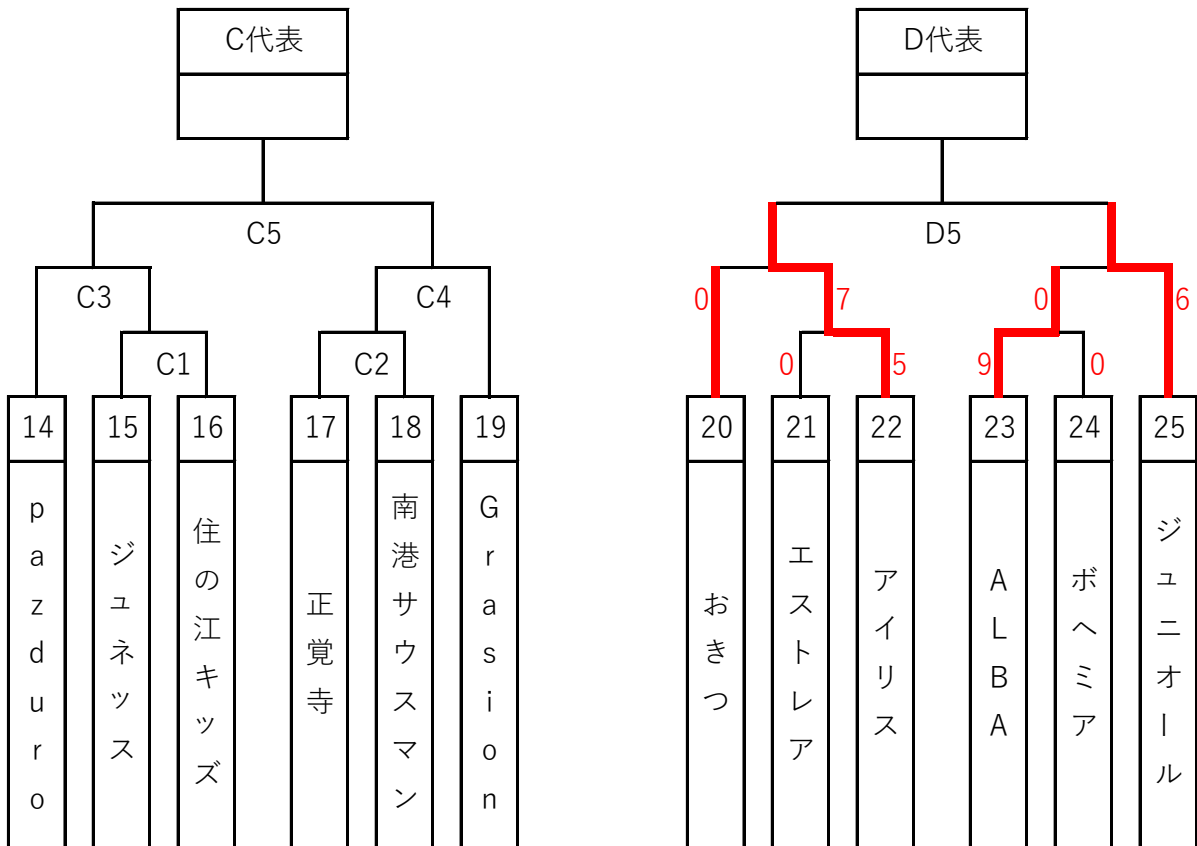 C代表
D代表
C5
D5
C3
C4
0
7
0
6
C1
C2
0
5
9
0
14
15
16
17
18
19
20
21
22
23
24
25
pazduro
ジュネッス
住の江キッズ
正覚寺
南港サウスマン
Grasion
おきつ
エストレア
アイリス
ALBA
ボヘミア
ジュニオール